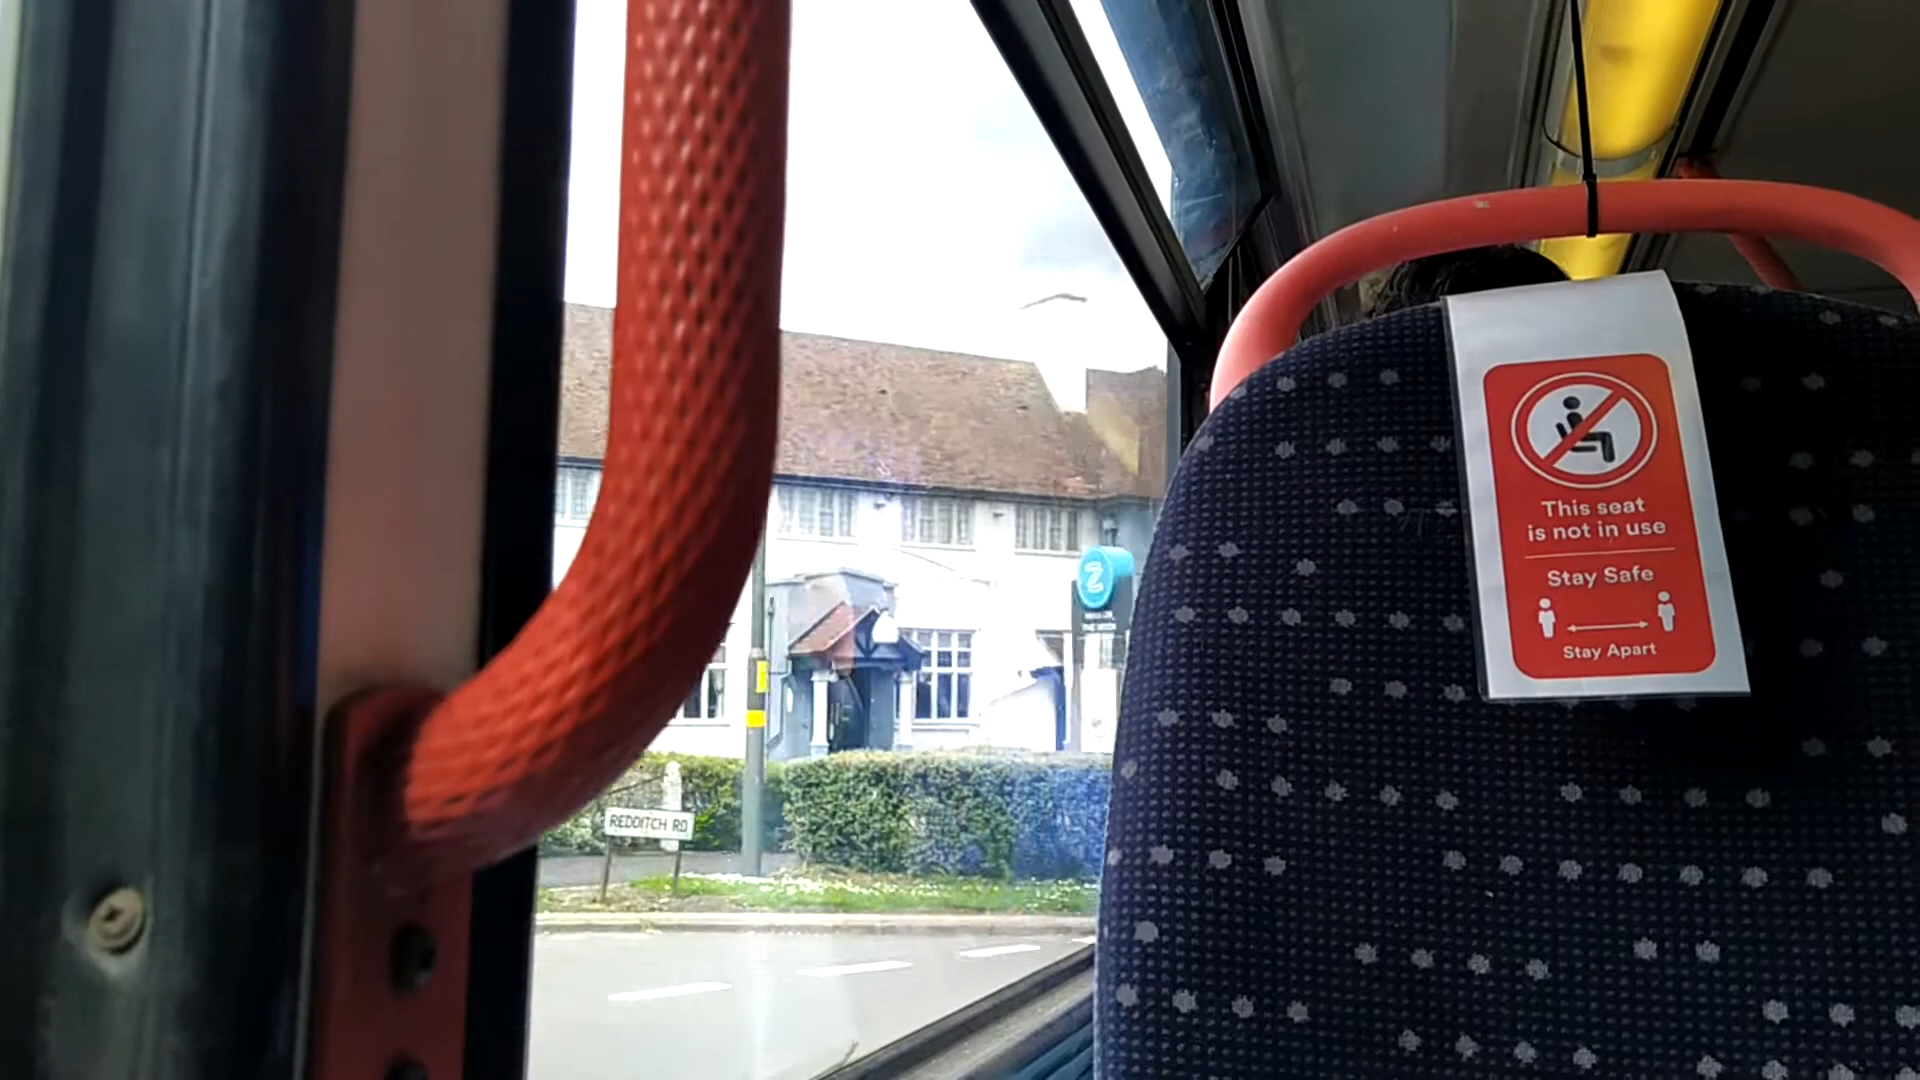 This seat
is not in use
Stay Safe
Stay Apart
REDDITCH RD